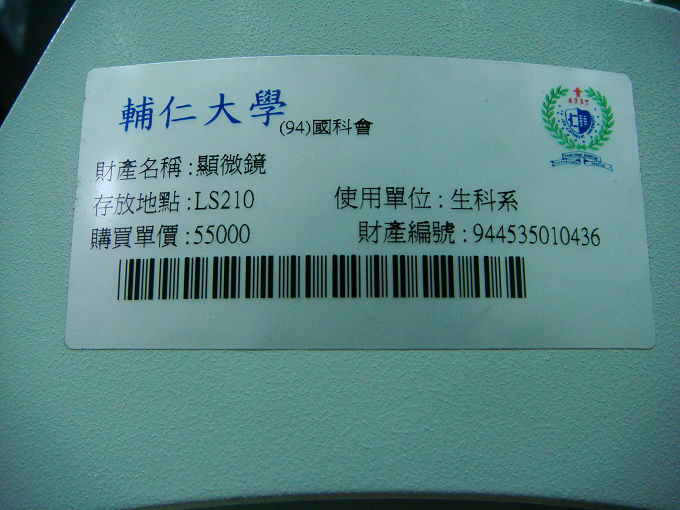 輔仁大學(94)國科會
財產名稱:顯微鏡
存放地點:LS210 使用單位:生科系
購買單價:55000 財產編號:944535010436